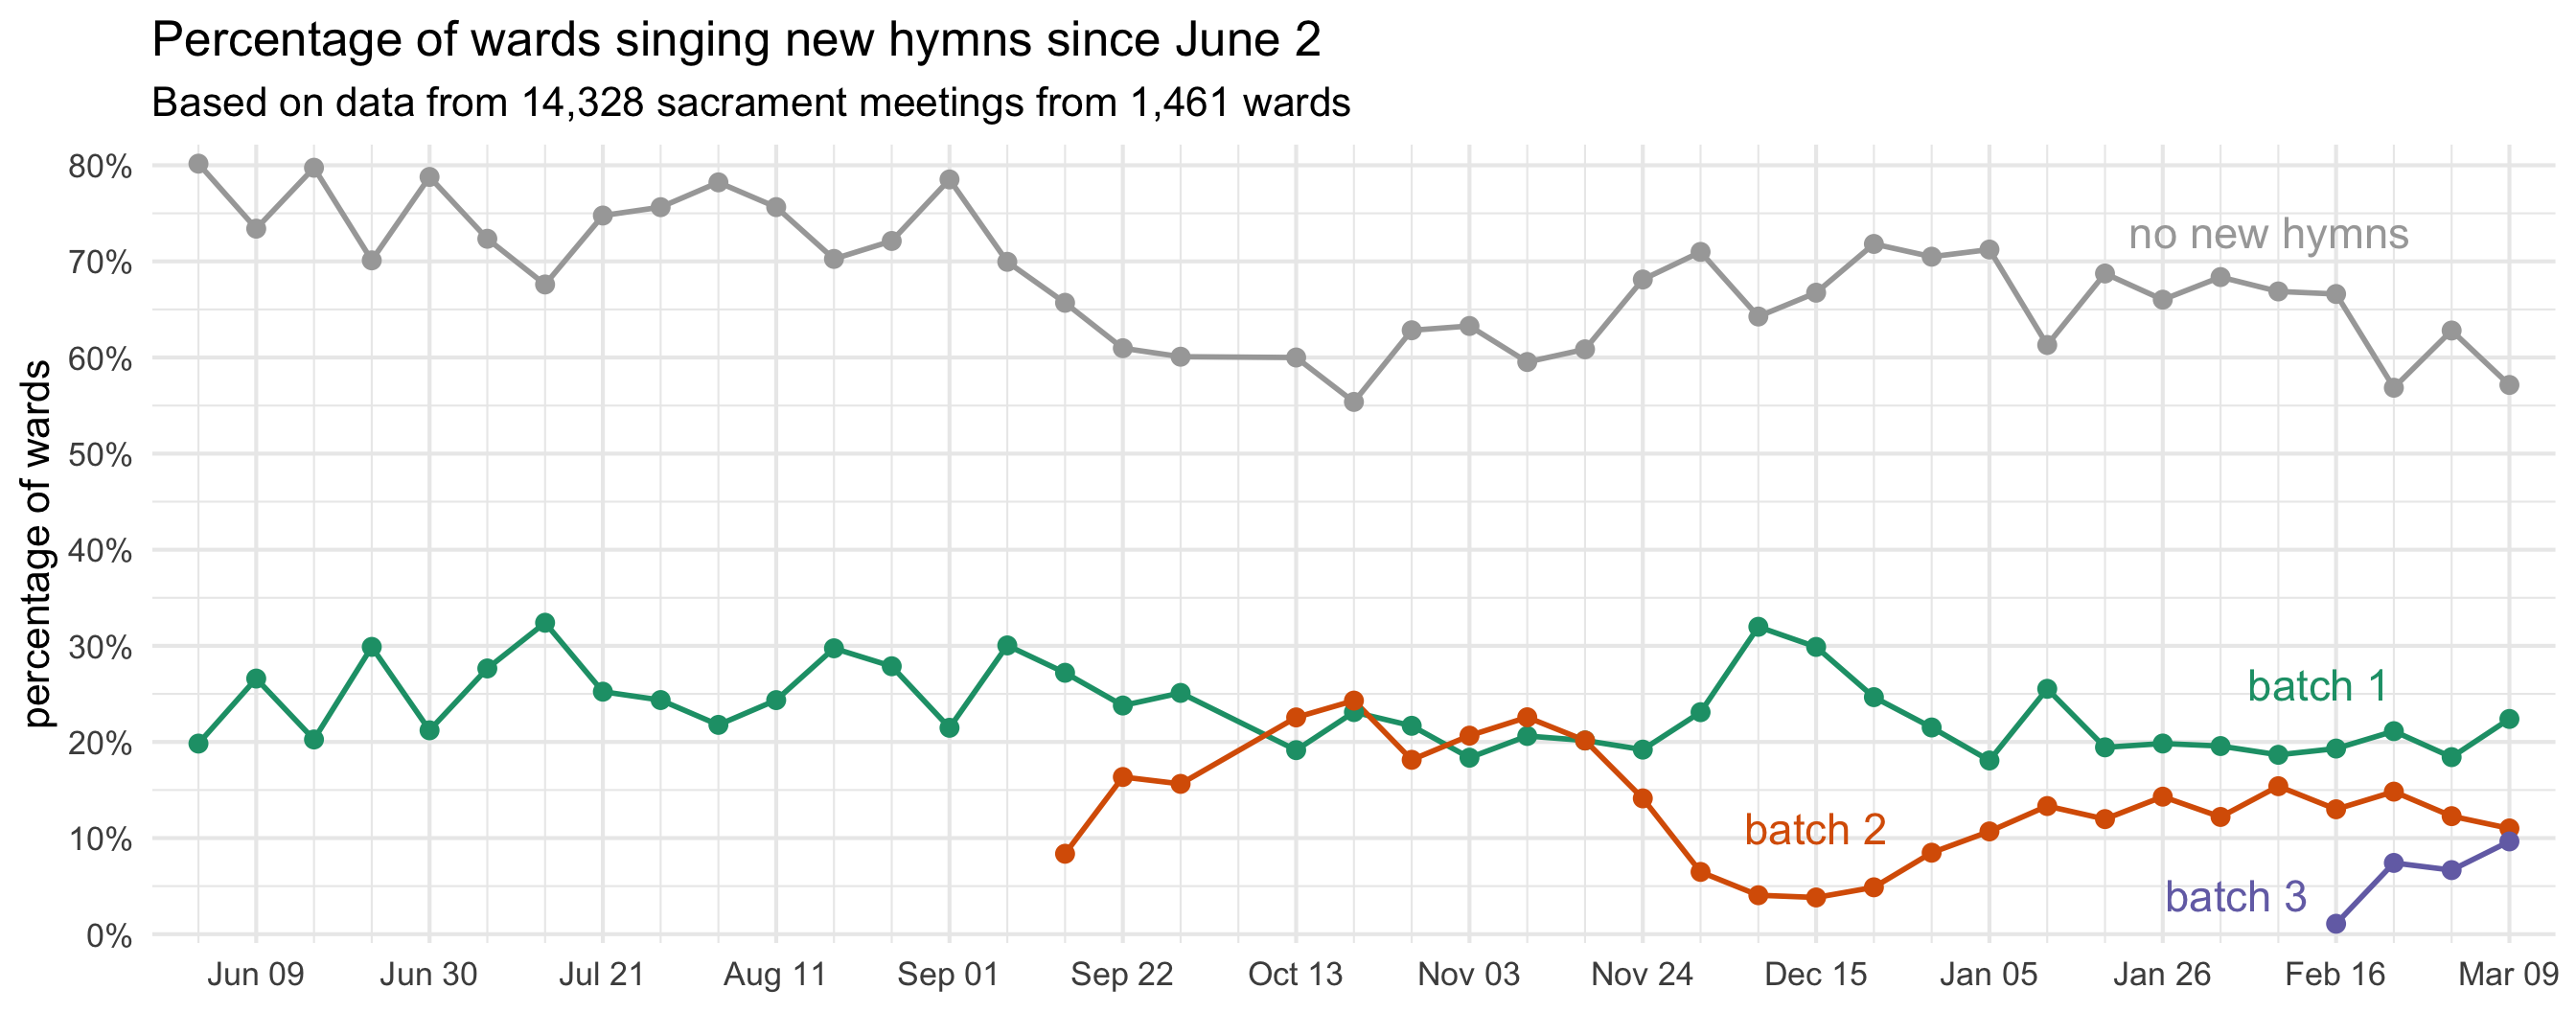 Percentage of wards singing new hymns since June 2
Based on data from 14,328 sacrament meetings from 1,461 wards
percentage of wards
80%
70%
60%
50%
40%
30%
20%
10%
0%
no new hymns
batch 1
batch 2
batch 3
Jun 09 Jun 30 Jul 21 Aug 11 Sep 01 Sep 22 Oct 13 Nov 03 Nov 24 Dec 15 Jan 05 Jan 26 Feb 16 Mar 09